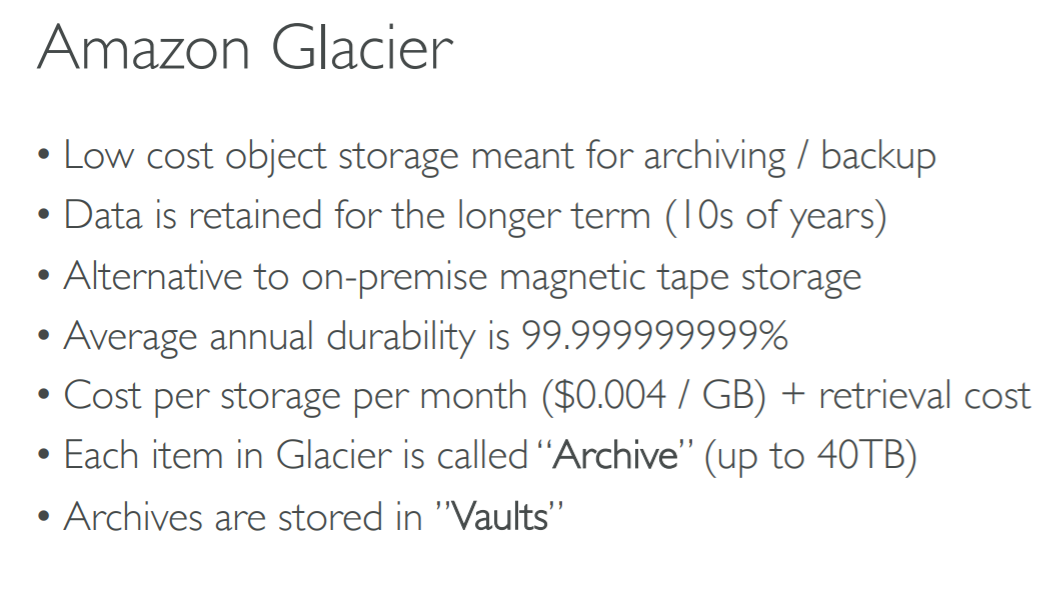 Amazon Glacier
• Low cost object storage meant for archiving / backup
• Data is retained for the longer term (10s of years)
• Alternative to on-premise magnetic tape storage
• Average annual durability is 99.999999999%
• Cost per storage per month ($0.004 / GB) + retrieval cost
• Each item in Glacier is called “Archive” (up to 40TB)
• Archives are stored in ”Vaults”